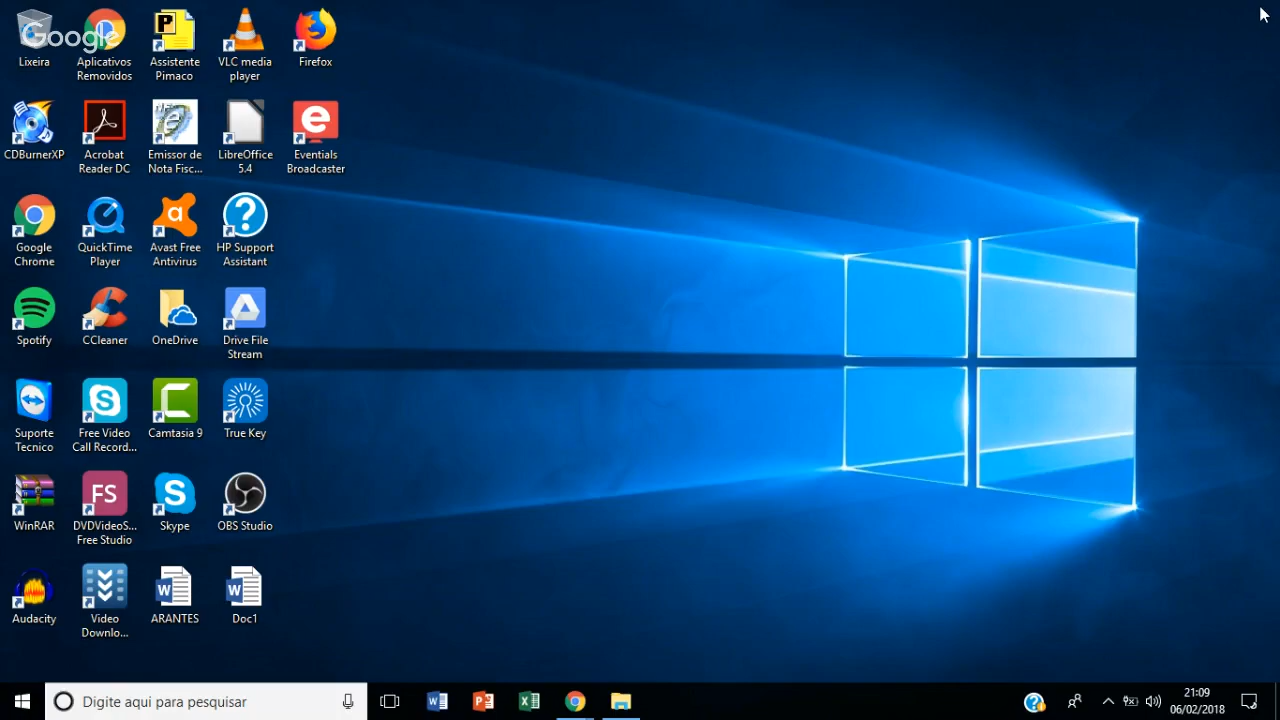 Google
Lixeira
Aplicativos
Removidos
Assistente
Pimaco
VLC media
player
Firefox
CDBurnerXP
Acrobat
Reader DC
Emissor de
Nota Fisc...
LibreOffice
5.4
Eventials
Broadcaster
Google
Chrome
QuickTime
Player
Avast Free
Antivirus
HP Support
Assistant
Spotify
CCleaner
OneDrive
Drive File
Stream
Suporte
Tecnico
Free Video
Call Record...
Camtasia 9
True Key
WinRAR
FS
DVDVideoS...
Free Studio
Skype
OBS Studio
Audacity
Video
Downlo...
ARANTES
Doc1
Digite aqui para pesquisar
21:09
06/02/2018